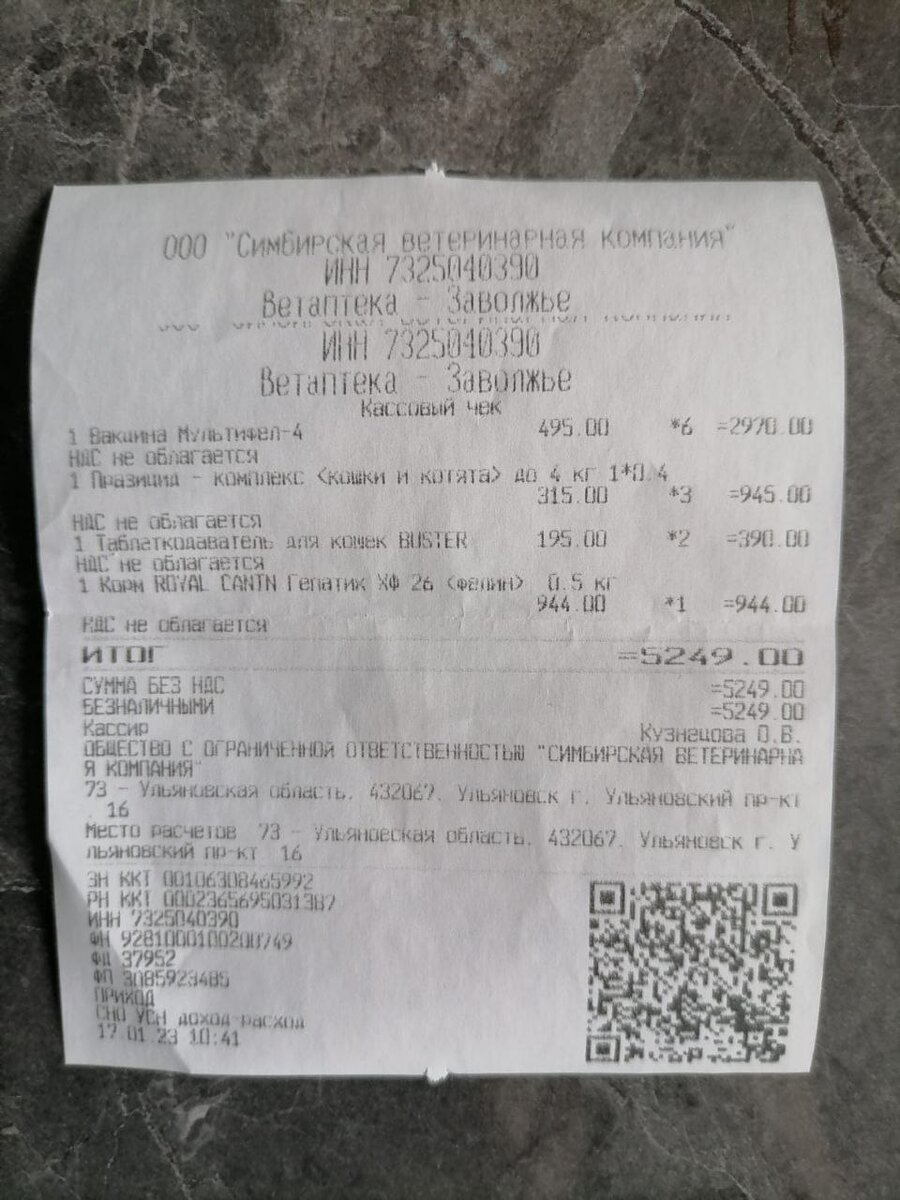 ООО "Симбирская ветеринарная компания"
ИНН 7325040390
Ветаптека - Заволжье
ИНН 7325040390
Ветаптека - Заволжье
Кассовый чек
1 Вакцина Мультифел-4 495.00 *6 =2970.00
НДС не облагается
1 Празицид - комплекс <кошки и котята> до 4 кг 1*0.4
315.00 *3 =945.00
НДС не облагается
1 Таблаткодаватель для кошек BUSTER 195.00 *2 =390.00
НДС не облагается
1 Корм ROYAL CANTN Гепатик ХФ 26 <фелин> 0.5 кг
944.00 *1 =944.00
НДС не облагается
ИТОГ =5249.00
СУММА БЕЗ НДС =5249.00
БЕЗНАЛИЧНЫМИ =5249.00
Кассир Кузнецова О.В.
ОБЩЕСТВО С ОГРАНИЧЕННОЙ ОТВЕТСТВЕННОСТЬЮ "СИМБИРСКАЯ ВЕТЕРИНАРНА
Я КОМПАНИЯ"
73 - Ульяновская область, 432067, Ульяновск г, Ульяновский пр-кт
, 16
Место расчетов 73 - Ульяновская область, 432067, Ульяновск г, У
льяновский пр-кт 16
ЗН ККТ 00106308465992
РН ККТ 0002365695031387
ИНН 7325040390
ФН 9281000100200749
ФД 37952
ФП 3085923485
ПРИХОД
СНО УСН доход-расход
17.01.23 10:41